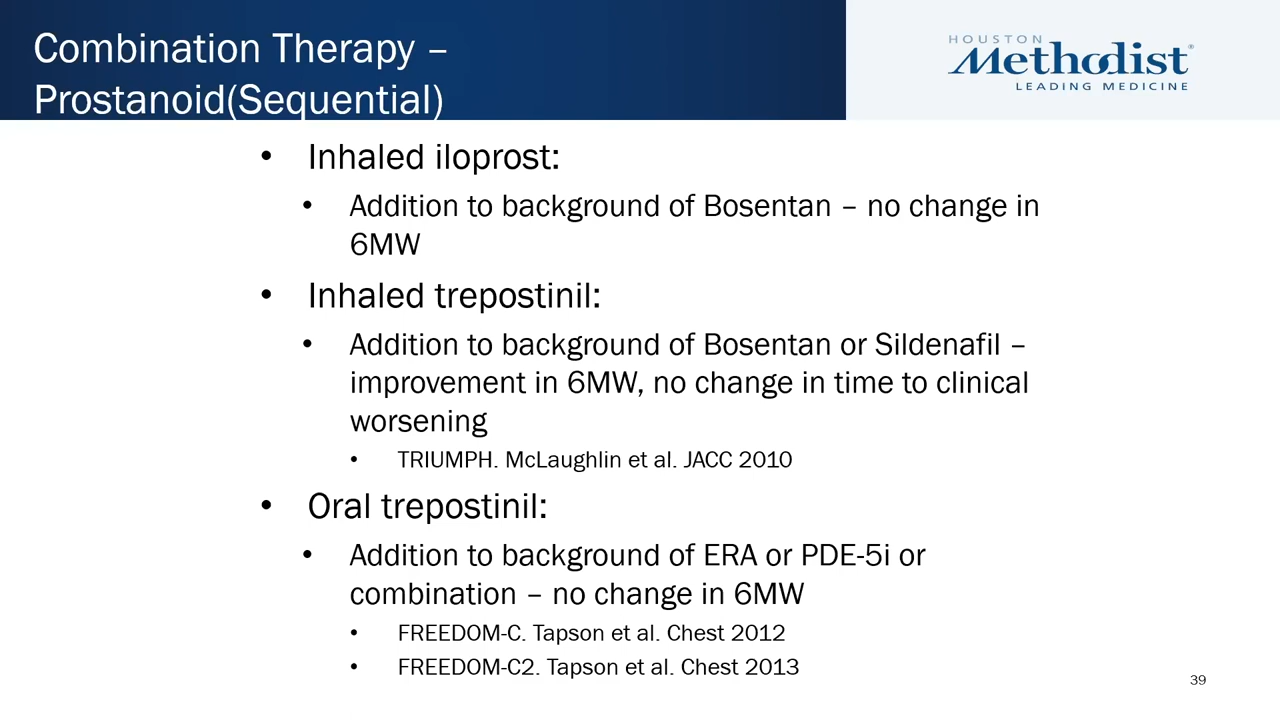 Combination Therapy –
Prostanoid(Sequential)
HOUSTON
Methodist®
LEADING MEDICINE
• Inhaled iloprost:
• Addition to background of Bosentan – no change in
6MW
• Inhaled trepostinil:
• Addition to background of Bosentan or Sildenafil –
improvement in 6MW, no change in time to clinical
worsening
• TRIUMPH. McLaughlin et al. JACC 2010
• Oral trepostinil:
• Addition to background of ERA or PDE-5i or
combination – no change in 6MW
• FREEDOM-C. Tapson et al. Chest 2012
• FREEDOM-C2. Tapson et al. Chest 2013
39